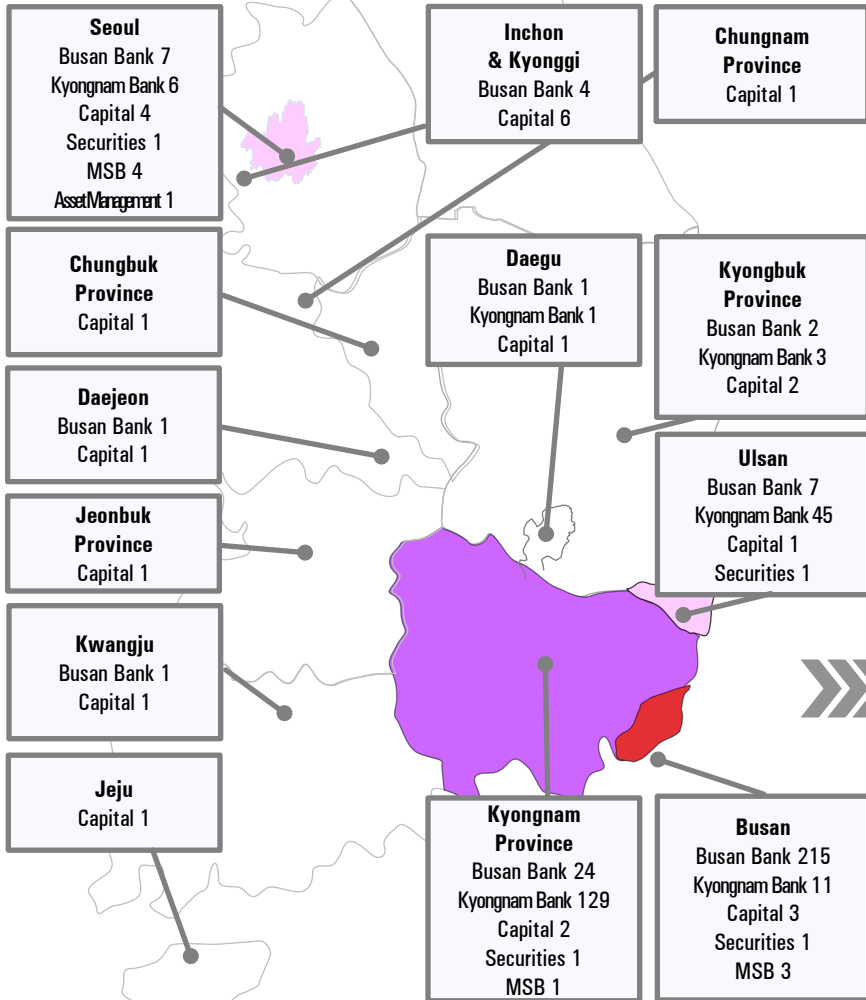 Seoul
Busan Bank 7
Kyongnam Bank 6
Capital 4
Securities 1
MSB 4
AssetManagement 1
Inchon
& Kyonggi
Busan Bank 4
Capital 6
Chungnam
Province
Capital 1
Chungbuk
Province
Capital 1
Daegu
Busan Bank 1
Kyongnam Bank 1
Capital 1
Kyongbuk
Province
Busan Bank 2
Kyongnam Bank 3
Capital 2
Daejeon
Busan Bank 1
Capital 1
Ulsan
Busan Bank 7
Kyongnam Bank 45
Capital 1
Securities 1
Jeonbuk
Province
Capital 1
Kwangju
Busan Bank 1
Capital 1
Jeju
Capital 1
Kyongnam
Province
Busan Bank 24
Kyongnam Bank 129
Capital 2
Securities 1
MSB 1
Busan
Busan Bank 215
Kyongnam Bank 11
Capital 3
Securities 1
MSB 3